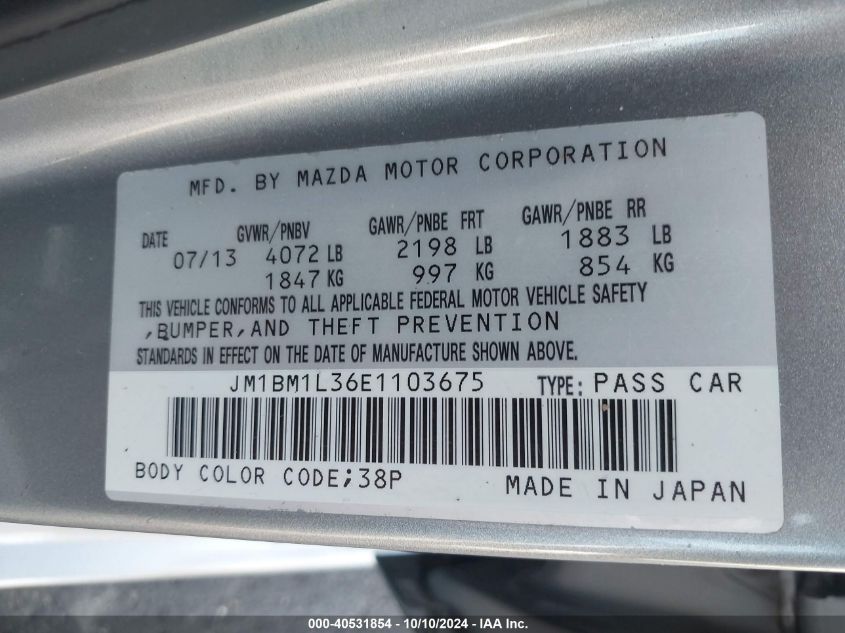 MFD. BY MAZDA MOTOR CORPORATION
DATE GVWR/PNBV GAWR/PNBE FRT GAWR/PNBE RR
07/13 4072 LB 2198 LB 1883 LB
1847 KG 997 KG 854 KG
THIS VEHICLE CONFORMS TO ALL APPLICABLE FEDERAL MOTOR VEHICLE SAFETY
,BUMPER,AND THEFT PREVENTION
STANDARDS IN EFFECT ON THE DATE OF MANUFACTURE SHOWN ABOVE.
JM1BM1L36E1103675 TYPE: PASS CAR
BODY COLOR CODE;38P MADE IN JAPAN
000-40531854 - 10/10/2024 - IAA Inc.